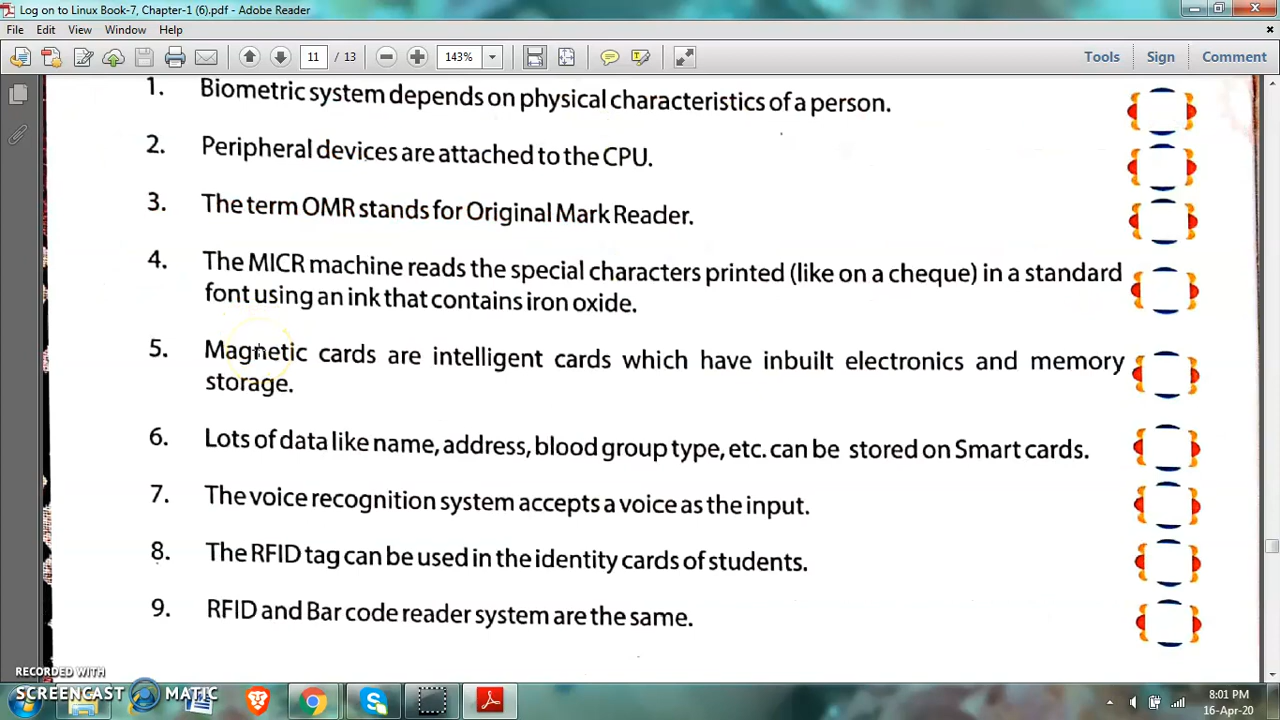 Log on to Linux Book-7, Chapter-1 (6).pdf - Adobe Reader
File Edit View Window Help
11 / 13 143% Tools Sign Comment
1. Biometric system depends on physical characteristics of a person.
2. Peripheral devices are attached to the CPU.
3. The term OMR stands for Original Mark Reader.
4. The MICR machine reads the special characters printed (like on a cheque) in a standard
font using an ink that contains iron oxide.
5. Magnetic cards are intelligent cards which have inbuilt electronics and memory
storage.
6. Lots of data like name, address, blood group type, etc. can be stored on Smart cards.
7. The voice recognition system accepts a voice as the input.
8. The RFID tag can be used in the identity cards of students.
9. RFID and Bar code reader system are the same.
RECORDED WITH
SCREENCAST MATIC
8:01 PM
16-Apr-20